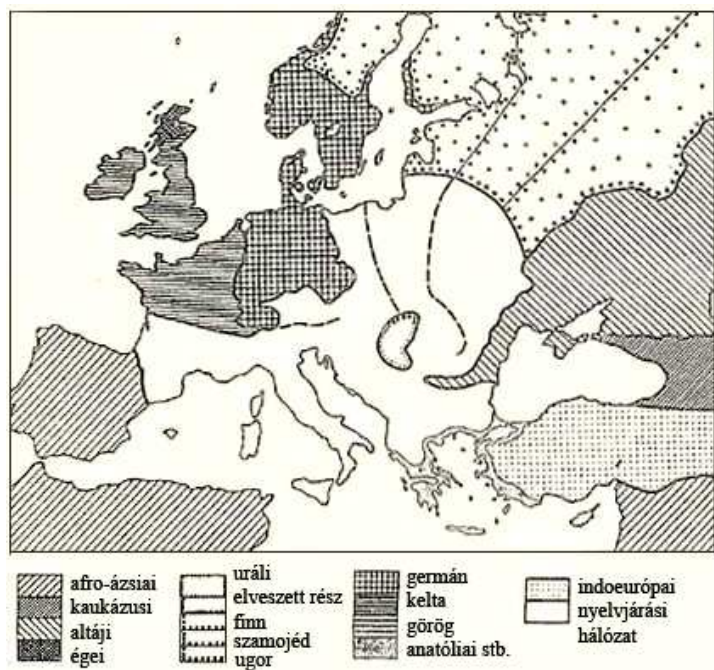 afro-ázsiai
kaukázusi
altáji
égei
uráli
elveszett rész
finn
szamojéd
ugor
germán
kelta
görög
anatóliai stb.
indoeurópai
nyelvjárási
hálózat